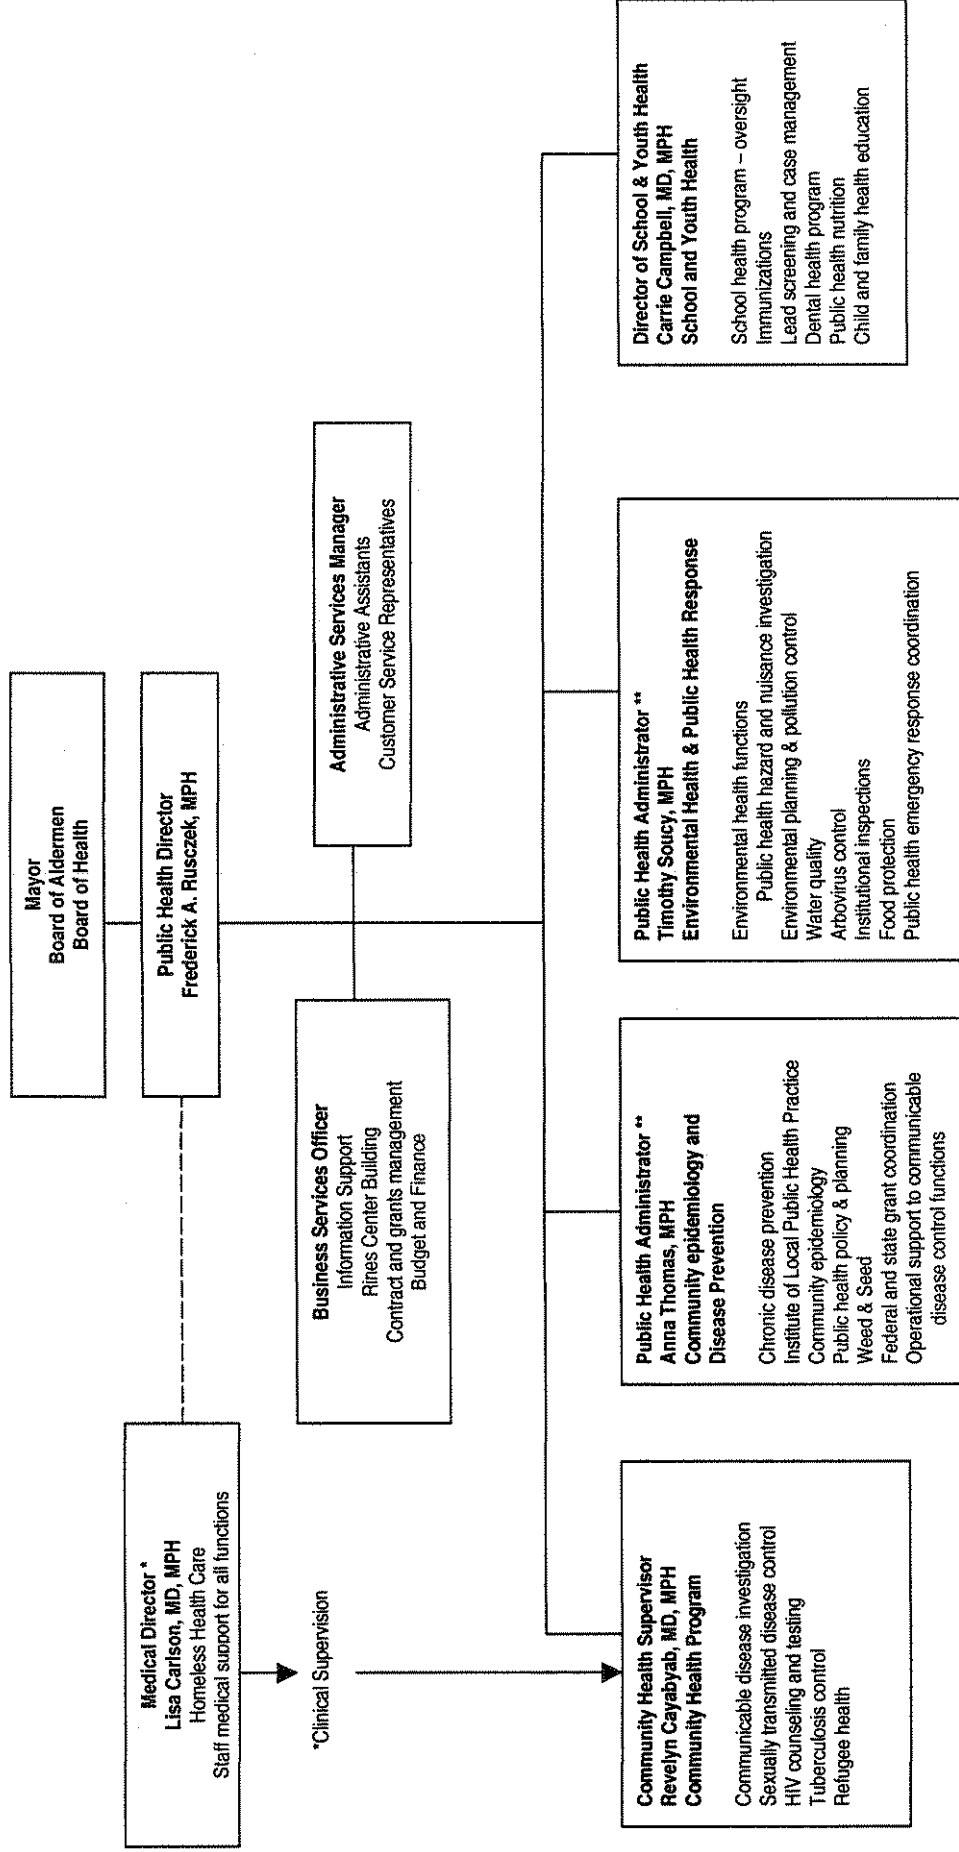 Mayor
Board of Aldermen
Board of Health
Public Health Director
Frederick A. Rusczek, MPH
Medical Director *
Lisa Carlson, MD, MPH
Homeless Health Care
Staff medical support for all functions
*Clinical Supervision
Business Services Officer
Information Support
Rines Center Building
Contract and grants management
Budget and Finance
Administrative Services Manager
Administrative Assistants
Customer Service Representatives
Community Health Supervisor
Revelyn Cayabyab, MD, MPH
Community Health Program
Communicable disease investigation
Sexually transmitted disease control
HIV counseling and testing
Tuberculosis control
Refugee health
Public Health Administrator **
Anna Thomas, MPH
Community epidemiology and
Disease Prevention
Chronic disease prevention
Institute of Local Public Health Practice
Community epidemiology
Public health policy & planning
Weed & Seed
Federal and state grant coordination
Operational support to communicable
disease control functions
Public Health Administrator **
Timothy Soucy, MPH
Environmental Health & Public Health Response
Environmental health functions
Public health hazard and nuisance investigation
Environmental planning & pollution control
Water quality
Arbovirus control
Institutional inspections
Food protection
Public health emergency response coordination
Director of School & Youth Health
Carrie Campbell, MD, MPH
School and Youth Health
School health program – oversight
Immunizations
Lead screening and case management
Dental health program
Public health nutrition
Child and family health education